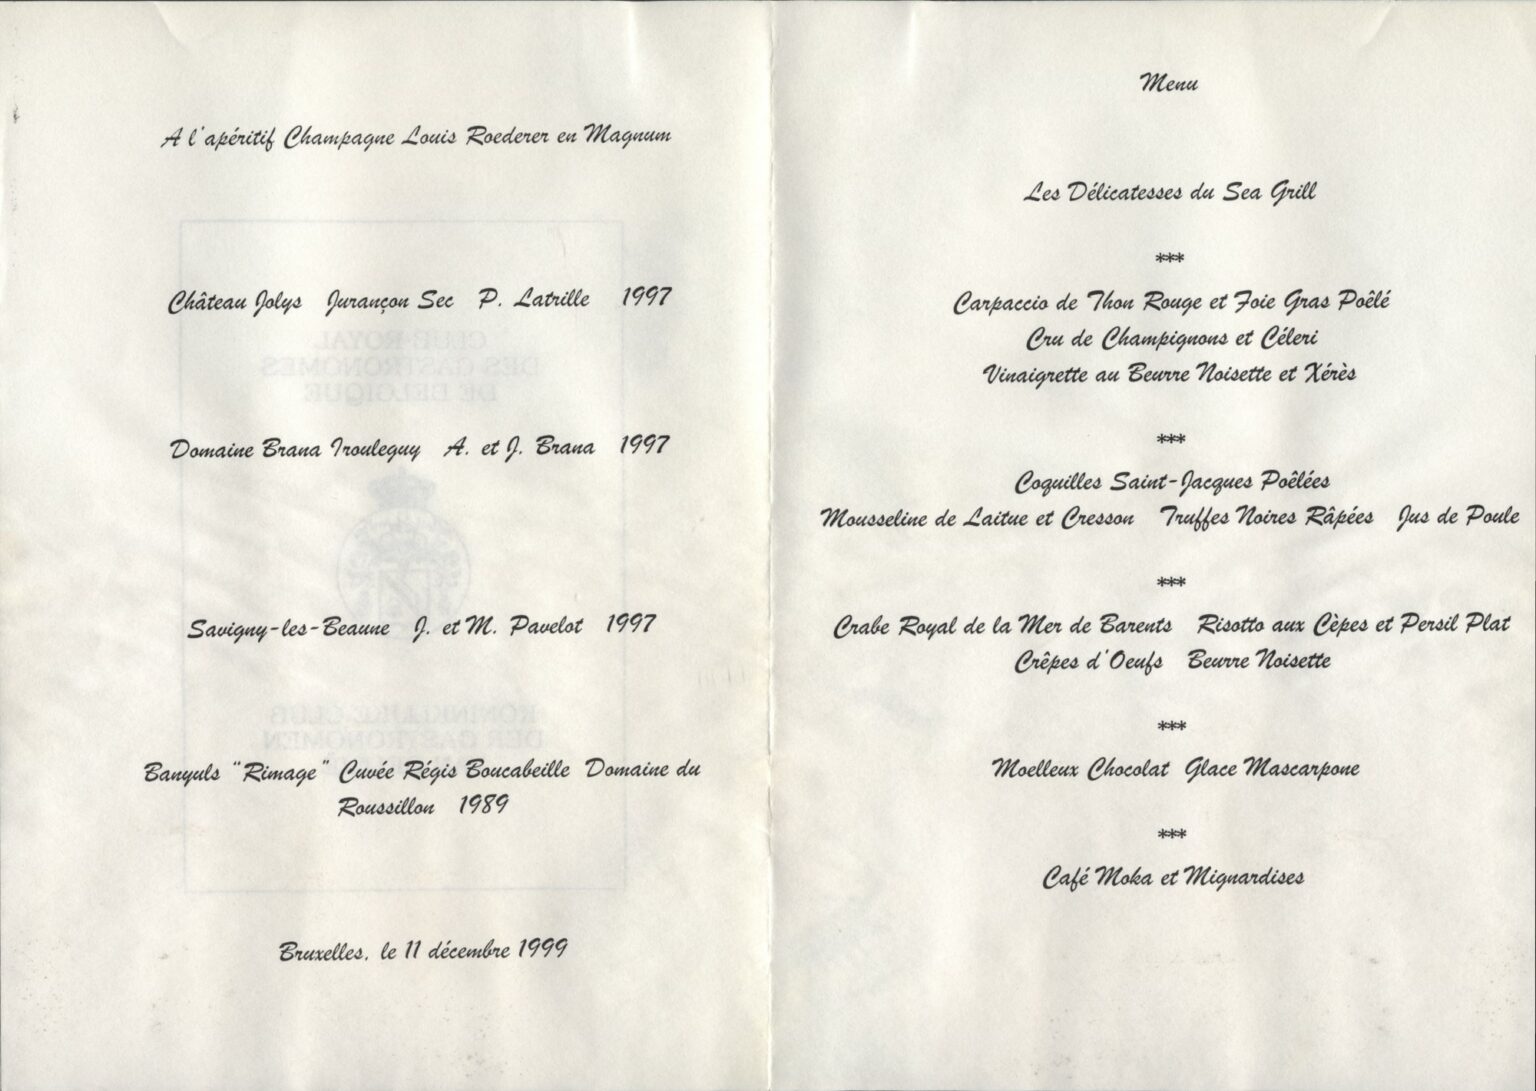 A l'apéritif Champagne Louis Roederer en Magnum
Château Jolys Jurançon Sec P. Latrille 1997
Domaine Brana Irouleguy A. et J. Brana 1997
Savigny-les-Beaune J. et M. Pavelot 1997
Banyuls "Rimage" Cuvée Régis Boucabeille Domaine du
Roussillon 1989
Bruxelles, le 11 décembre 1999
Menu
Les Délicatesses du Sea Grill
***
Carpaccio de Thon Rouge et Foie Gras Poêlé
Cru de Champignons et Céleri
Vinaigrette au Beurre Noisette et Xérès
***
Coquilles Saint-Jacques Poêlées
Mousseline de Laitue et Cresson Truffes Noires Râpées Jus de Poule
***
Crabe Royal de la Mer de Barents Risotto aux Cèpes et Persil Plat
Crêpes d'Oeufs Beurre Noisette
***
Moelleux Chocolat Glace Mascarpone
***
Café Moka et Mignardises